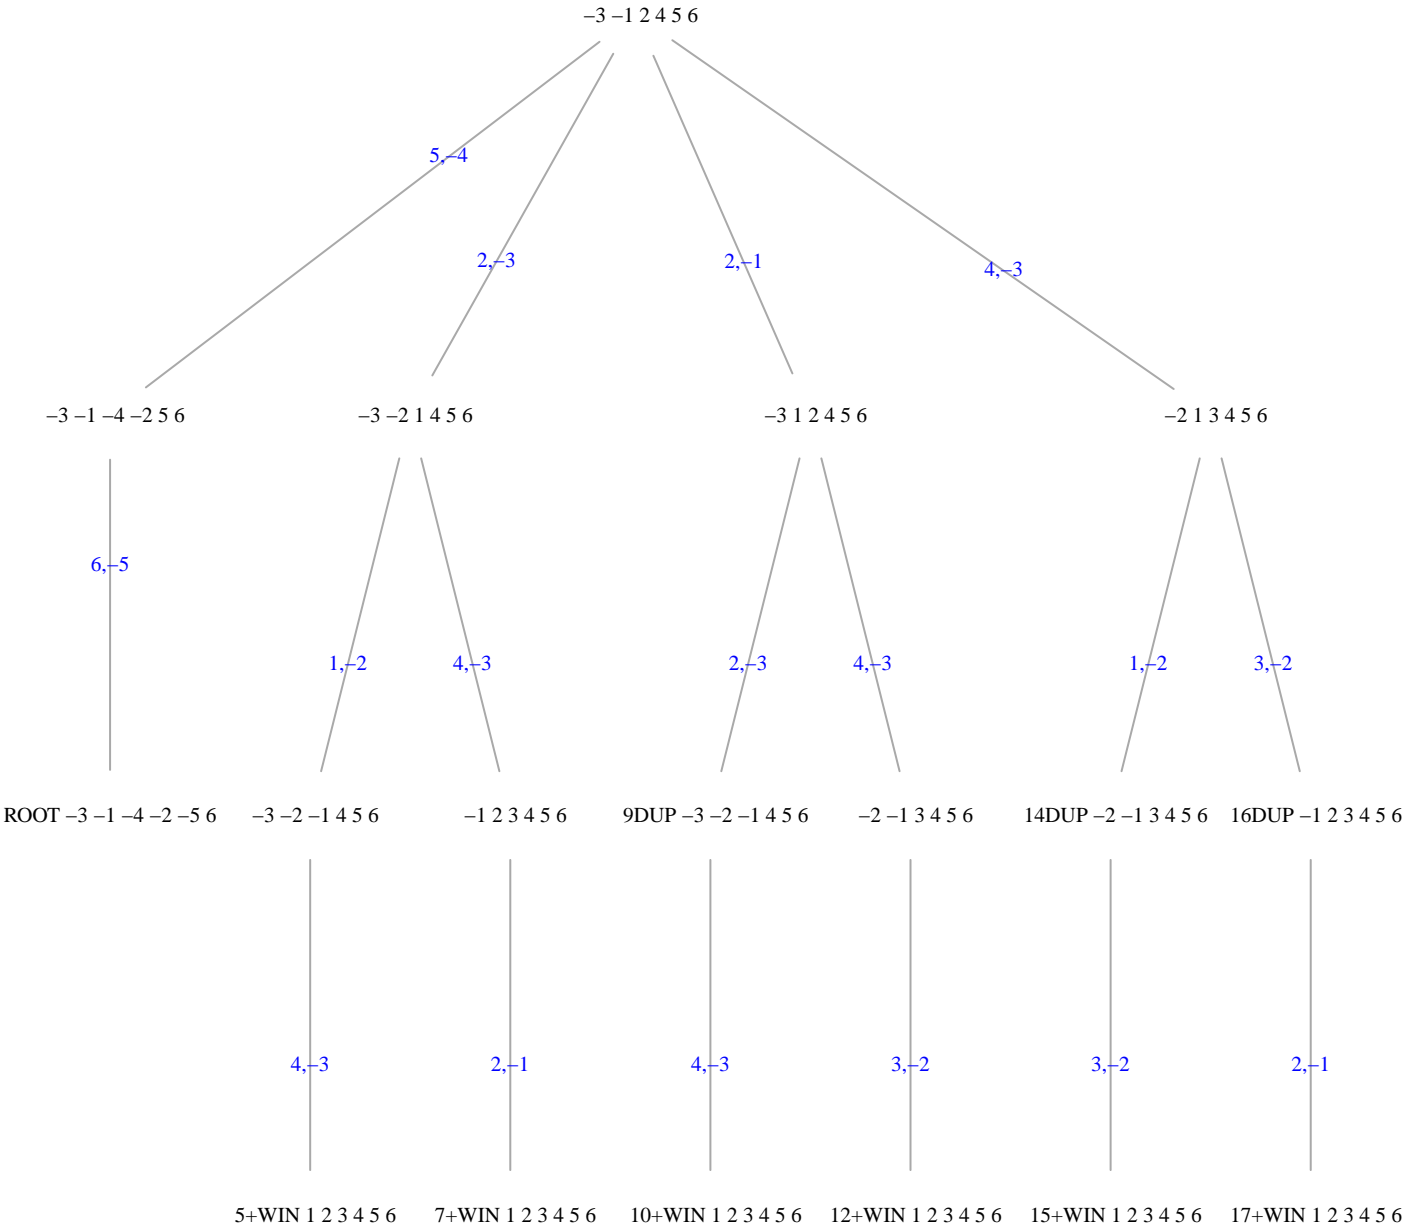 –3 –1 2 4 5 6
5,–4
2,–3
2,–1
4,–3
–3 –1 –4 –2 5 6
–3 –2 1 4 5 6
–3 1 2 4 5 6
–2 1 3 4 5 6
6,–5
1,–2
4,–3
2,–3
4,–3
1,–2
3,–2
ROOT –3 –1 –4 –2 –5 6
–3 –2 –1 4 5 6
–1 2 3 4 5 6
9DUP –3 –2 –1 4 5 6
–2 –1 3 4 5 6
14DUP –2 –1 3 4 5 6
16DUP –1 2 3 4 5 6
4,–3
2,–1
4,–3
3,–2
3,–2
2,–1
5+WIN 1 2 3 4 5 6
7+WIN 1 2 3 4 5 6
10+WIN 1 2 3 4 5 6
12+WIN 1 2 3 4 5 6
15+WIN 1 2 3 4 5 6
17+WIN 1 2 3 4 5 6